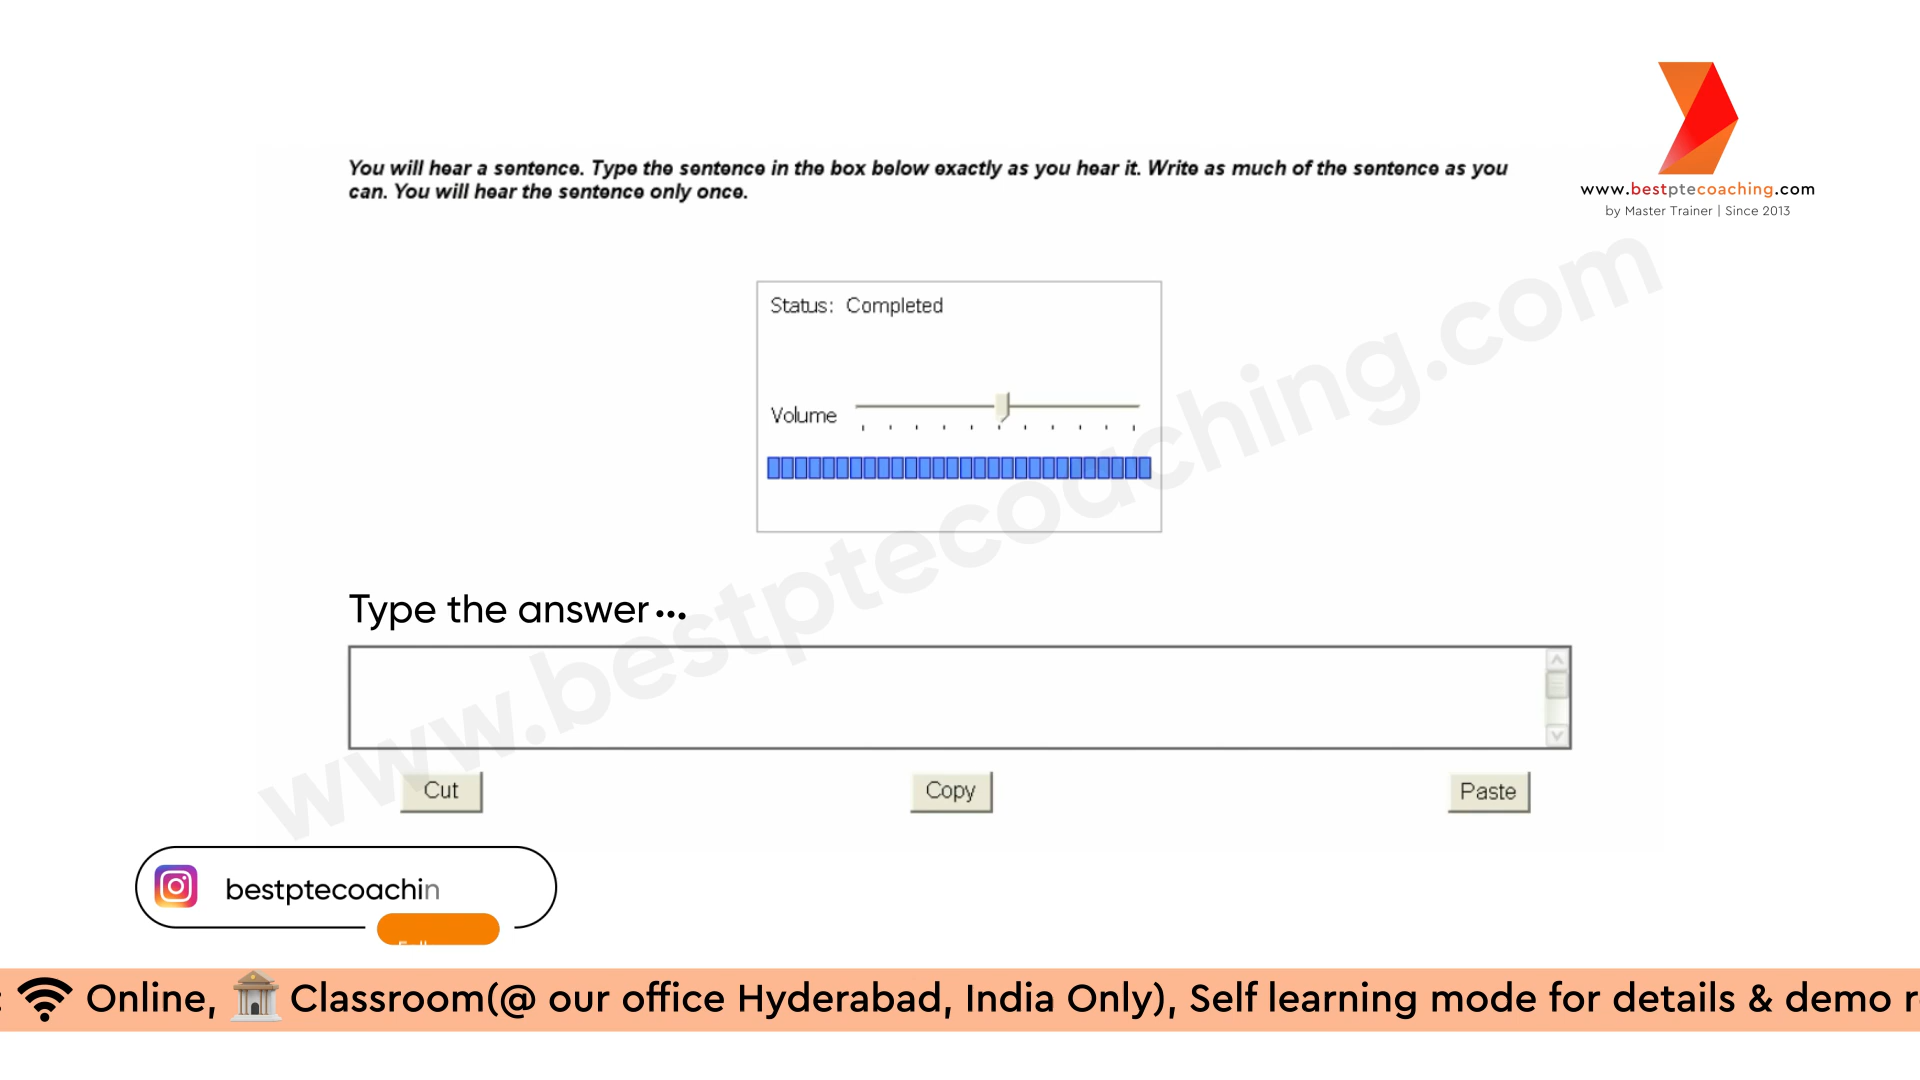 You will hear a sentence. Type the sentence in the box below exactly as you hear it. Write as much of the sentence as you
can. You will hear the sentence only once.
www.bestptecoaching.com
by Master Trainer | Since 2013
Status: Completed
Volume
www.bestptecoaching.com
Type the answer...
Cut
Copy
Paste
bestptecoachin
: Online, Classroom(@ our office Hyderabad, India Only), Self learning mode for details & demo r